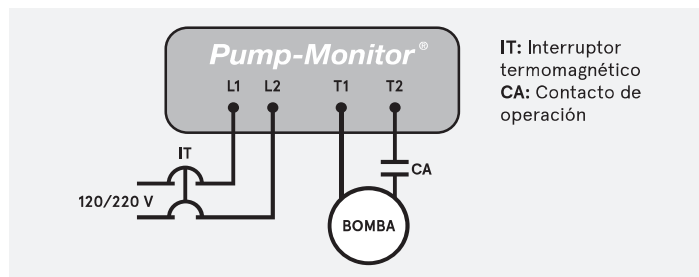 Pump-Monitor®
L1 L2 T1 T2
IT
CA
120/220 V
BOMBA
IT: Interruptor
termomagnético
CA: Contacto de
operación